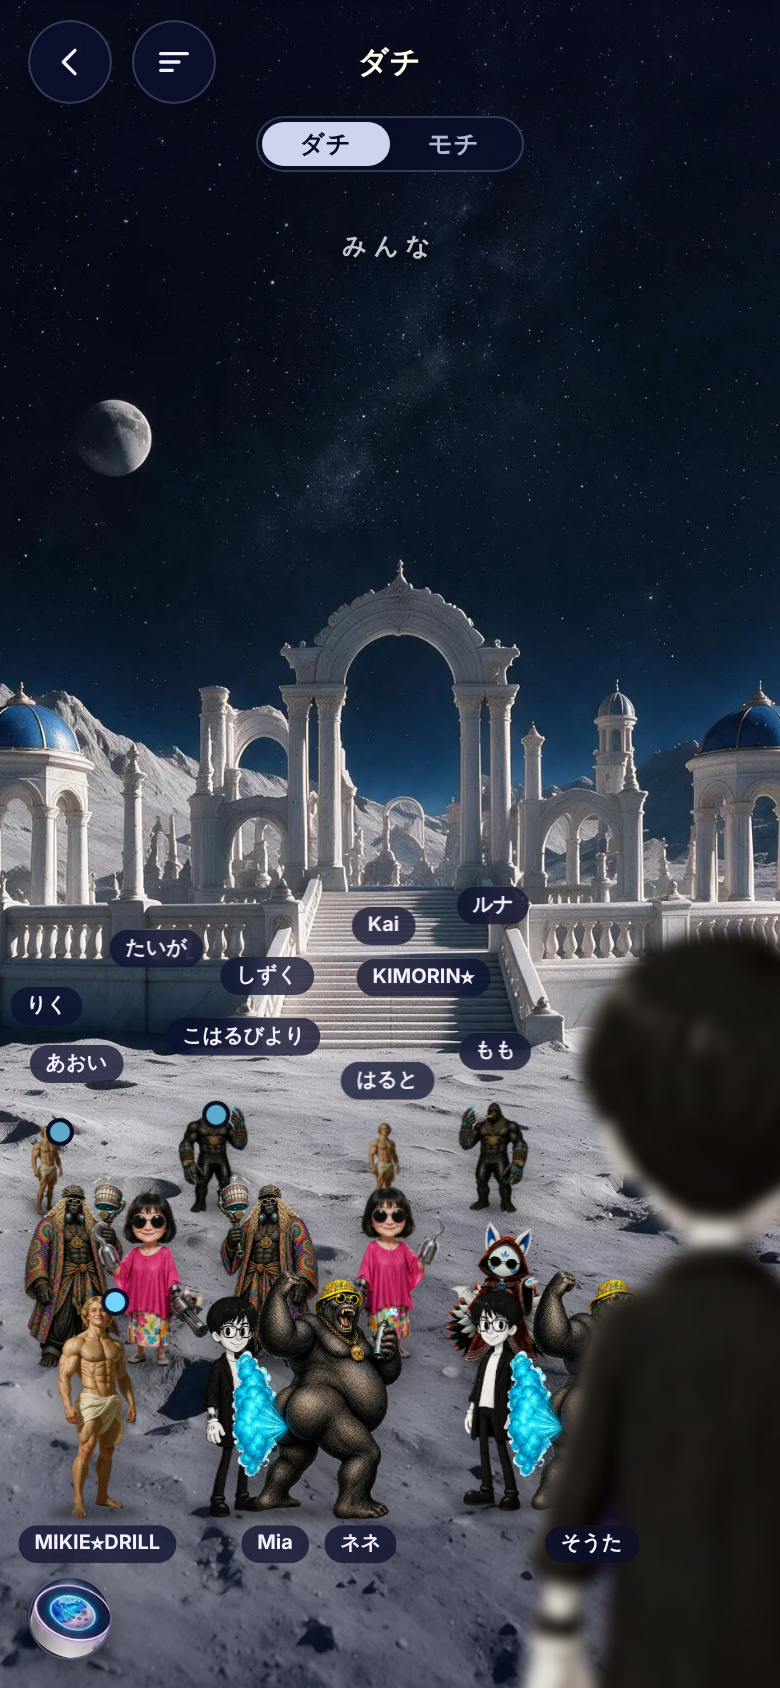 ダチ
ダチ モチ
みんな
ルナ
Kai
たいが
しずく
KIMORIN★
りく
こはるびより
もも
あおい
はると
MIKIE★DRILL
Mia
ネネ
そうた